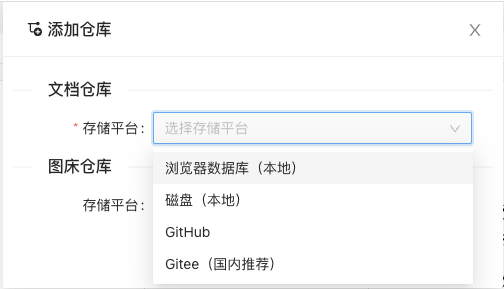 添加仓库
文档仓库
* 存储平台：
选择存储平台
图床仓库
存储平台：
浏览器数据库（本地）
磁盘（本地）
GitHub
Gitee（国内推荐）